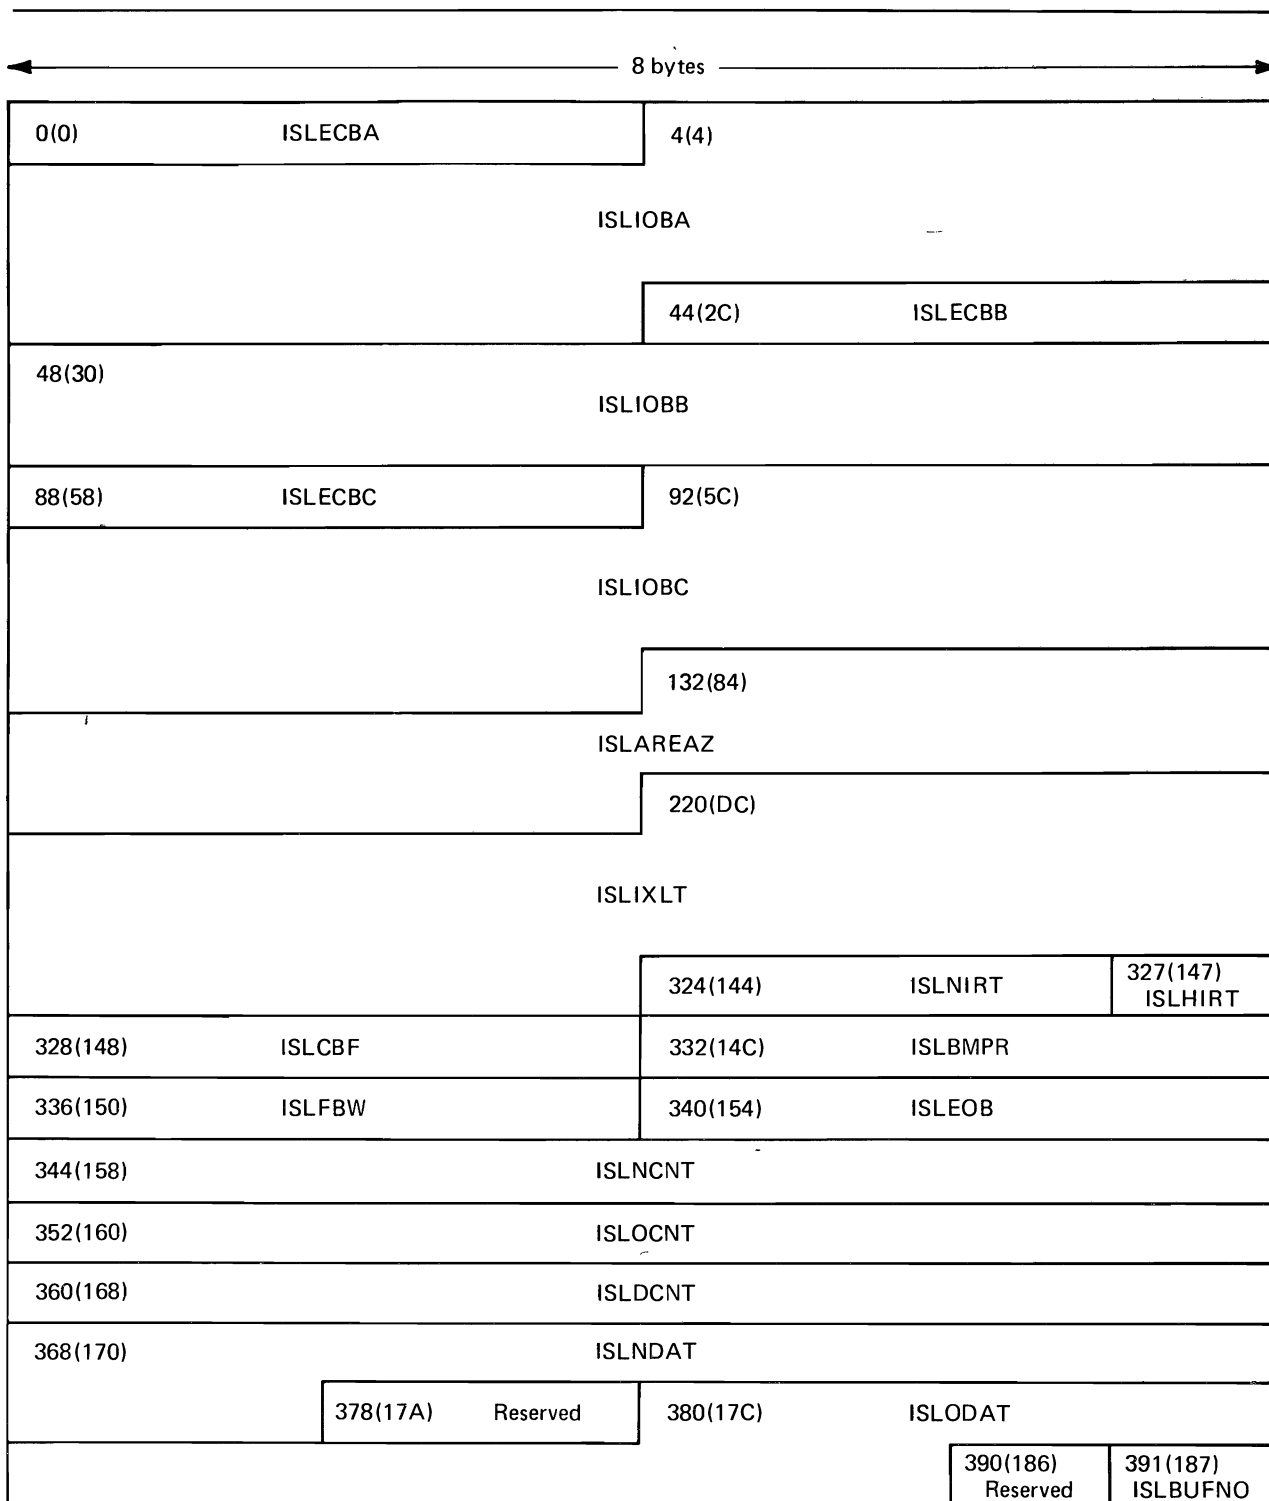 8 bytes
0(0) ISLECBA 4(4)
ISLIOBA
44(2C) ISLECBB
48(30)
ISLIOBB
88(58) ISLECBC 92(5C)
ISLIOBC
132(84)
ISLAREAZ
220(DC)
ISLIXLT
324(144) ISLNIRT 327(147)
ISLHIRT
328(148) ISLCBF 332(14C) ISLBMPR
336(150) ISLFBW 340(154) ISLEOB
344(158) ISLNCNT
352(160) ISLOCNT
360(168) ISLDCNT
368(170) ISLNDAT
378(17A) Reserved 380(17C) ISLODAT
390(186) 391(187)
Reserved ISLBUFNO